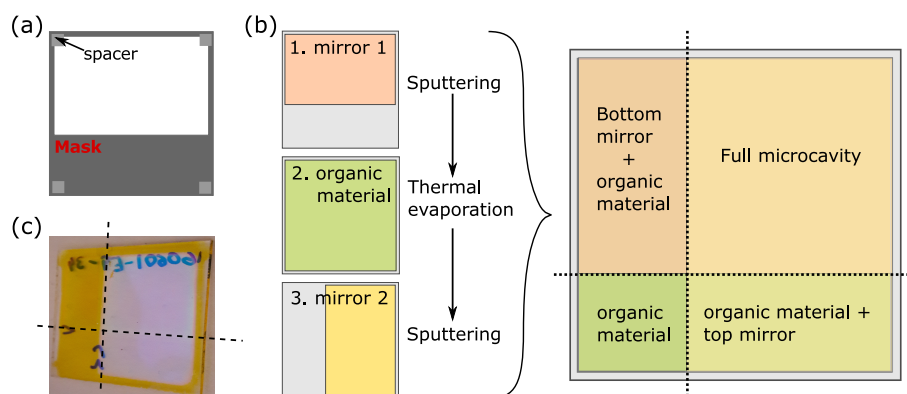 (a)
spacer
Mask
(b)
1. mirror 1
Sputtering
2. organic
material
Thermal
evaporation
3. mirror 2
Sputtering
Bottom
mirror
+
organic
material
Full microcavity
organic
material
organic material +
top mirror
(c)